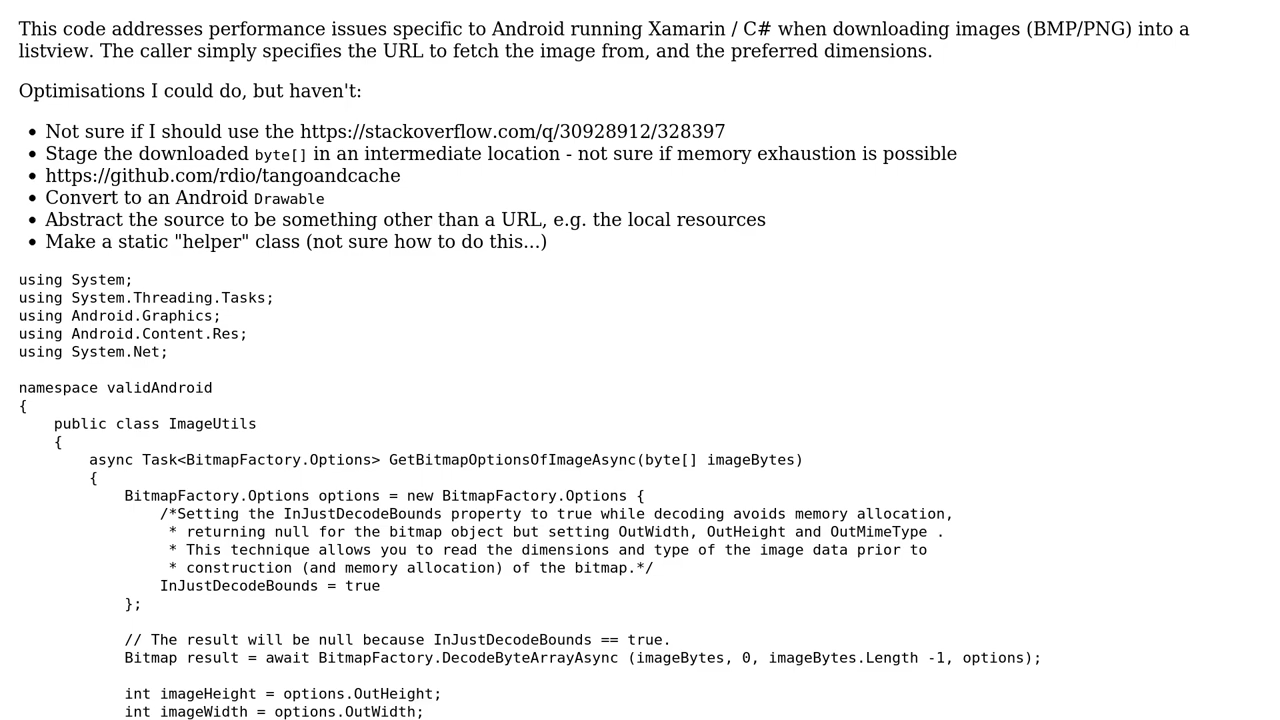 This code addresses performance issues specific to Android running Xamarin / C# when downloading images (BMP/PNG) into a
listview. The caller simply specifies the URL to fetch the image from, and the preferred dimensions.
Optimisations I could do, but haven't:
• Not sure if I should use the https://stackoverflow.com/q/30928912/328397
• Stage the downloaded byte[] in an intermediate location - not sure if memory exhaustion is possible
• https://github.com/rdio/tangoandcache
• Convert to an Android Drawable
• Abstract the source to be something other than a URL, e.g. the local resources
• Make a static "helper" class (not sure how to do this...)
using System;
using System.Threading.Tasks;
using Android.Graphics;
using Android.Content.Res;
using System.Net;

namespace validAndroid
{
    public class ImageUtils
    {
        async Task<BitmapFactory.Options> GetBitmapOptionsOfImageAsync(byte[] imageBytes)
        {
            BitmapFactory.Options options = new BitmapFactory.Options {
                /*Setting the InJustDecodeBounds property to true while decoding avoids memory allocation,
                 * returning null for the bitmap object but setting OutWidth, OutHeight and OutMimeType .
                 * This technique allows you to read the dimensions and type of the image data prior to
                 * construction (and memory allocation) of the bitmap.*/
                InJustDecodeBounds = true
            };

            // The result will be null because InJustDecodeBounds == true.
            Bitmap result = await BitmapFactory.DecodeByteArrayAsync (imageBytes, 0, imageBytes.Length -1, options);

            int imageHeight = options.OutHeight;
            int imageWidth = options.OutWidth;